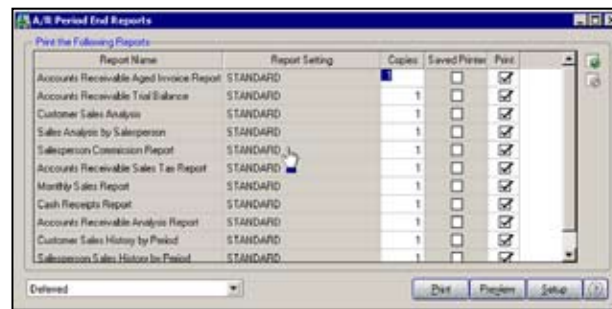 A/R Period End Reports
Print the Following Reports
Report Name Report Setting Copies Saved Printer Print
Accounts Receivable Aged Invoice Report STANDARD 1
Accounts Receivable Trial Balance STANDARD 1
Customer Sales Analysis STANDARD 1
Sales Analysis by Salesperson STANDARD 1
Salesperson Commission Report STANDARD 1
Accounts Receivable Sales Tax Report STANDARD 1
Monthly Sales Report STANDARD 1
Cash Receipts Report STANDARD 1
Accounts Receivable Analysis Report STANDARD 1
Customer Sales History by Period STANDARD 1
Salesperson Sales History by Period STANDARD 1
Deferred Print Preview Setup